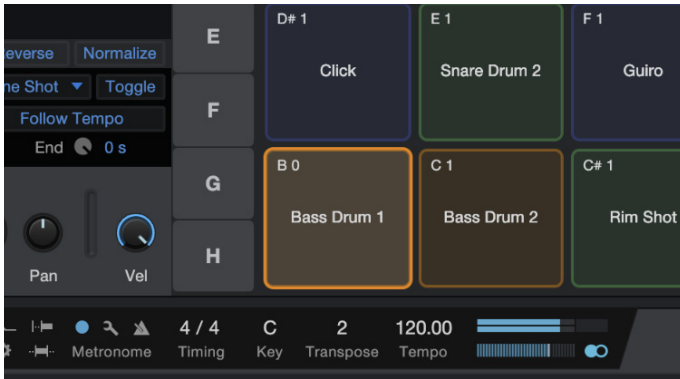 D# 1
E 1
F 1
E
everse
Normalize
Click
Snare Drum 2
Guiro
ne Shot
Toggle
F
Follow Tempo
End
0 s
B 0
C 1
C# 1
G
Bass Drum 1
Bass Drum 2
Rim Shot
H
Pan
Vel
4 / 4
C
2
120.00
Metronome
Timing
Key
Transpose
Tempo